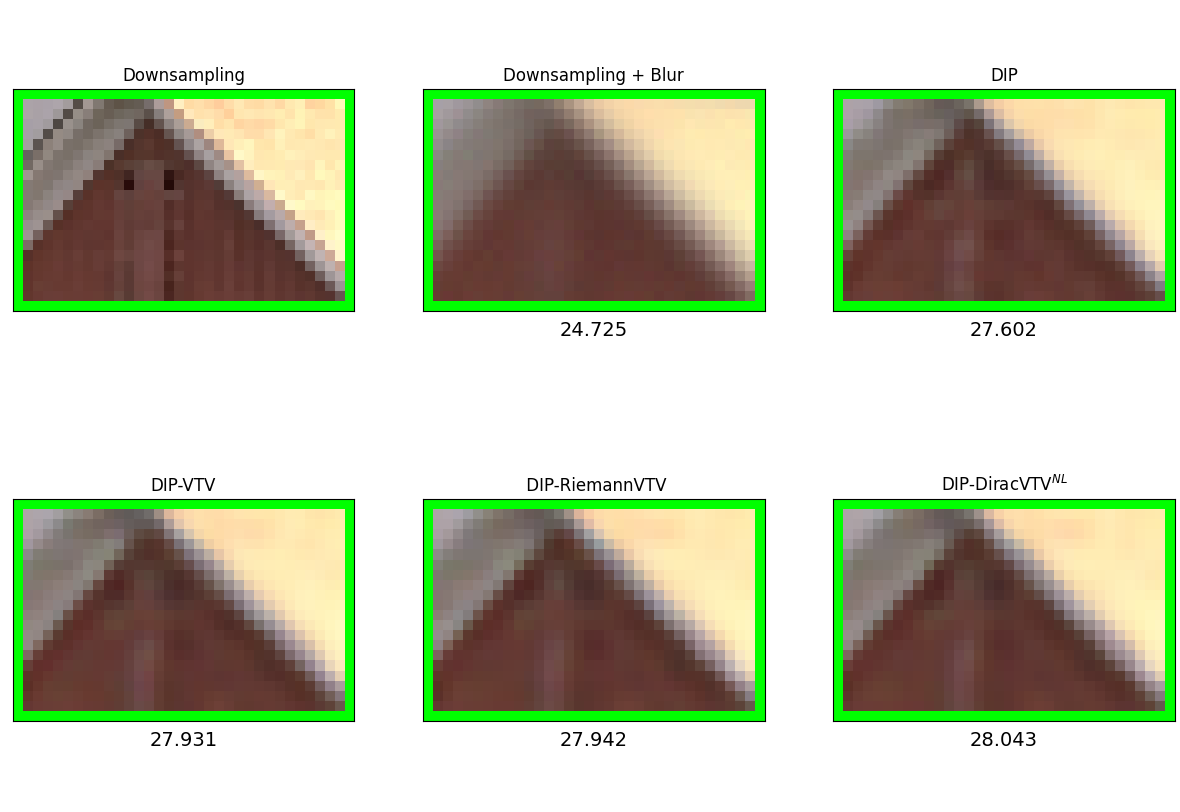 Downsampling
Downsampling + Blur
DIP
24.725
27.602
DIP-VTV
DIP-RiemannVTV
DIP-DiracVTV^{NL}
27.931
27.942
28.043